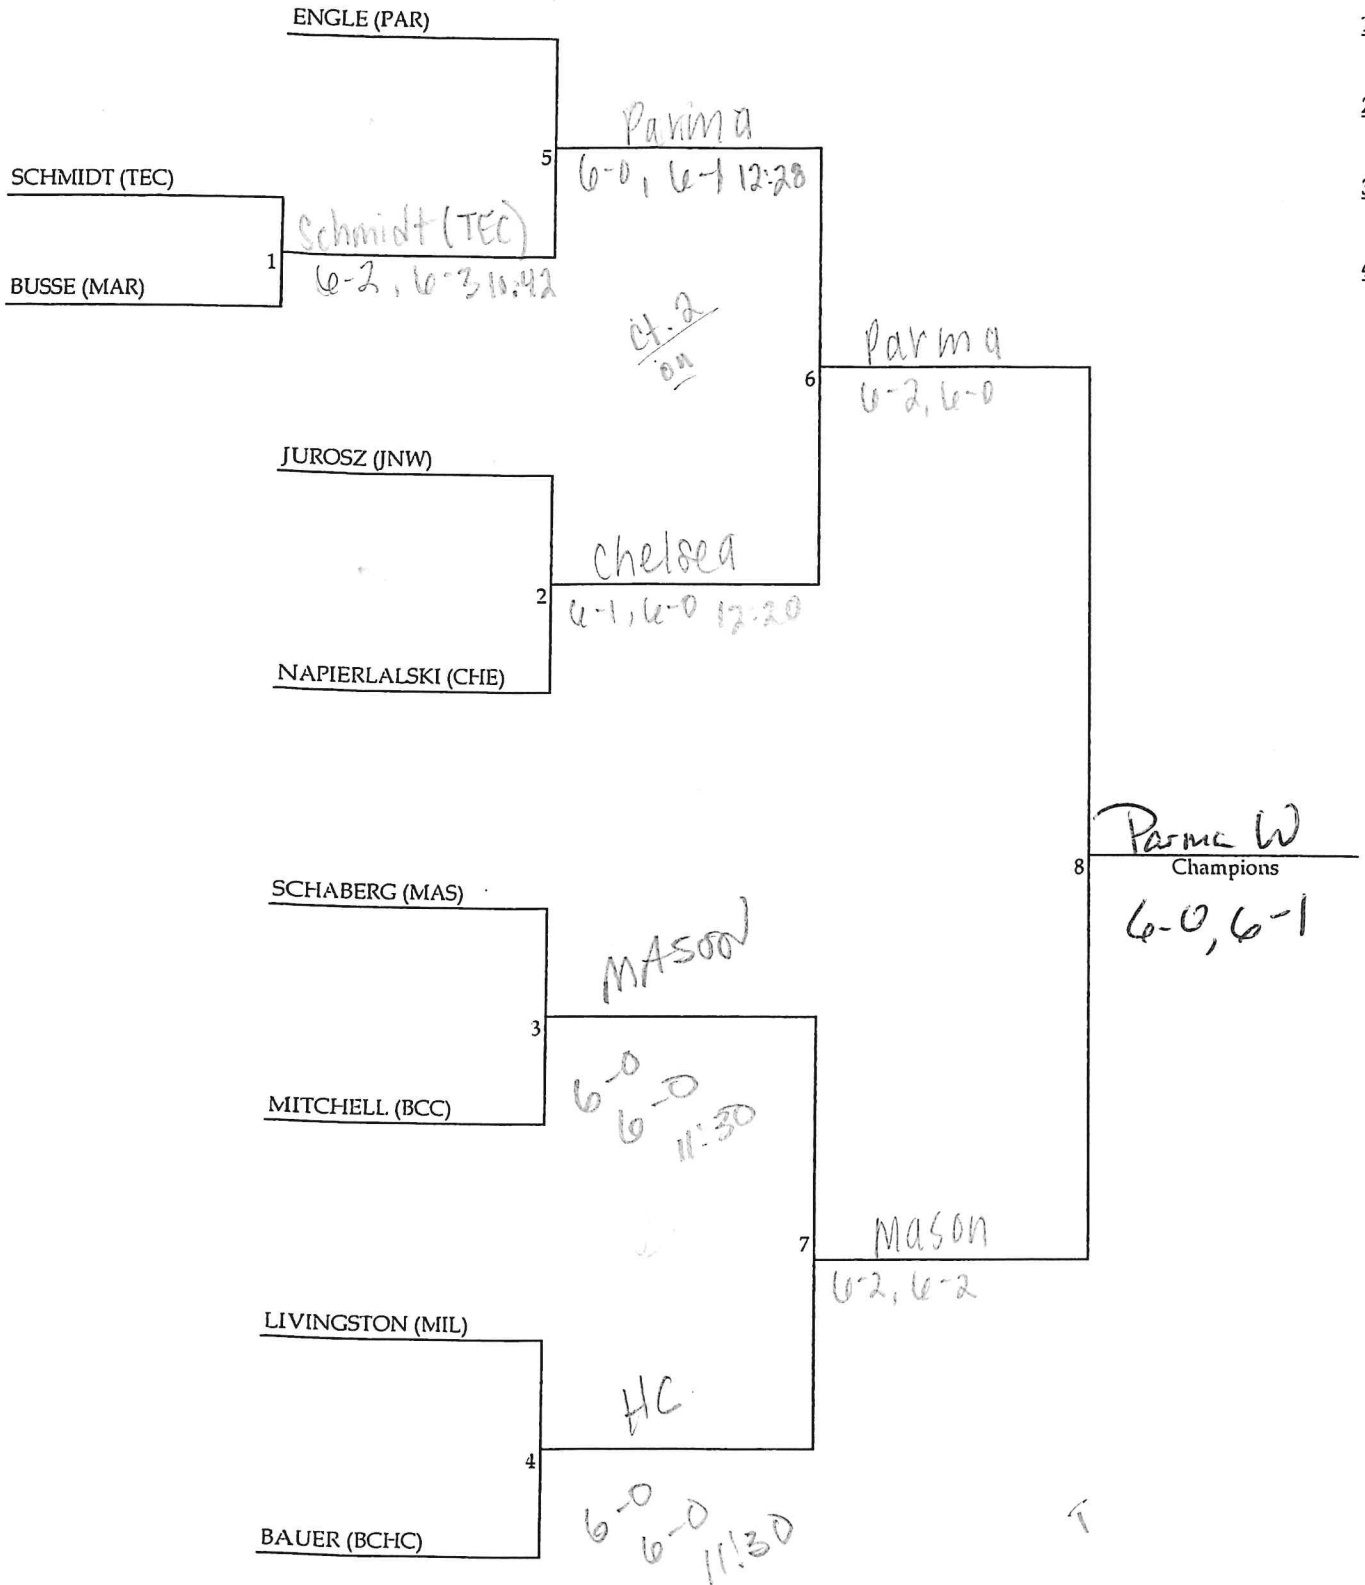 ENGLE (PAR)
5
Parma
6-0, 6-1 12:28
SCHMIDT (TEC)
1
Schmidt (TEC)
6-2, 6-3 10:42
BUSSE (MAR)
ct. 2
on
6
Parma
6-2, 6-0
JUROSZ (JNW)
2
Chelsea
6-1, 6-0 12:20
NAPIERLALSKI (CHE)
8
Parma W
Champions
6-0, 6-1
SCHABERG (MAS)
3
MASON
6-0
6-0
11:30
MITCHELL (BCC)
7
Mason
6-2, 6-2
LIVINGSTON (MIL)
4
HC
6-0
6-0
11:30
BAUER (BCHC)